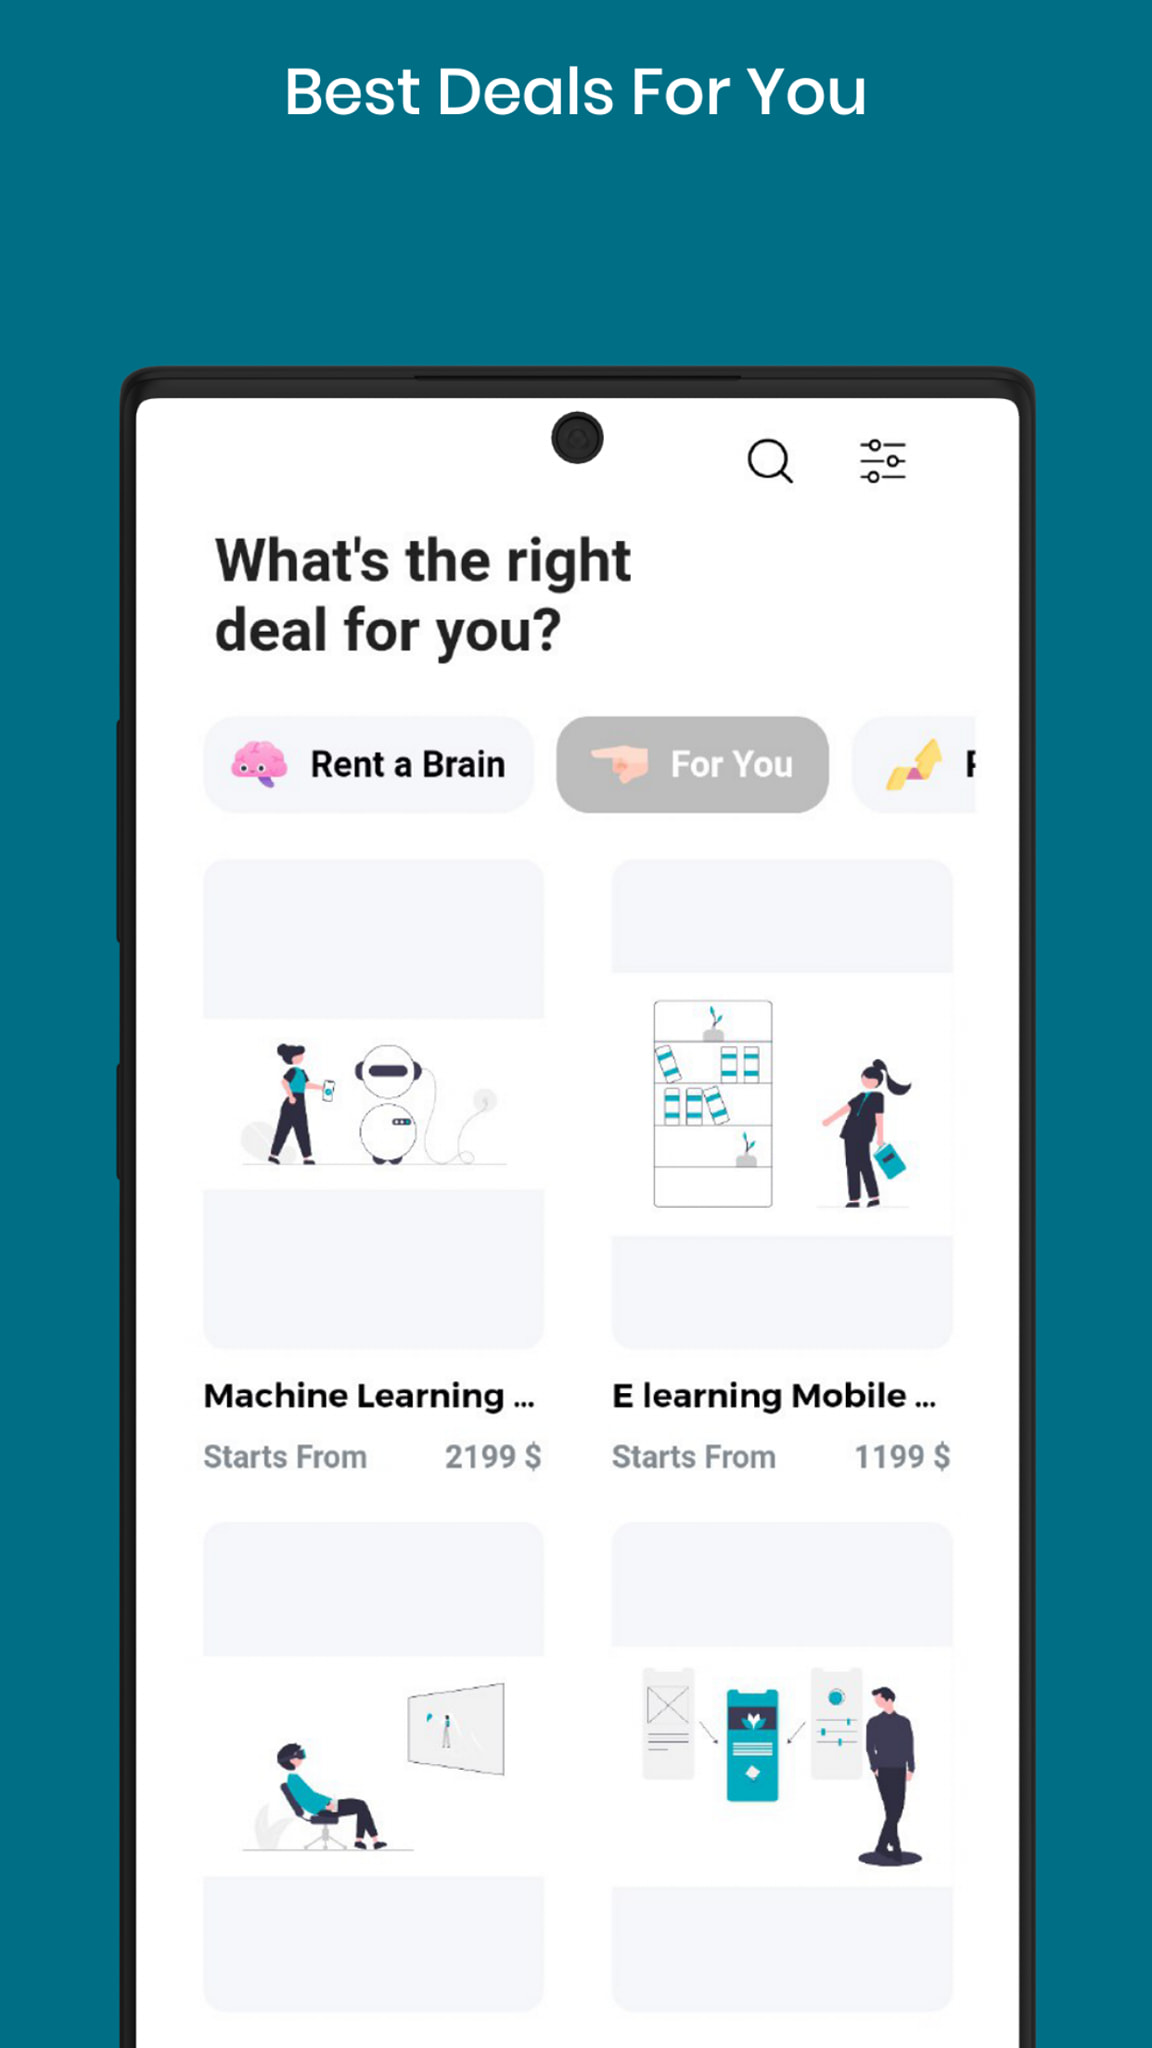 Best Deals For You
What's the right
deal for you?
Rent a Brain
For You
Machine Learning ...
E learning Mobile ...
Starts From 2199 $
Starts From 1199 $